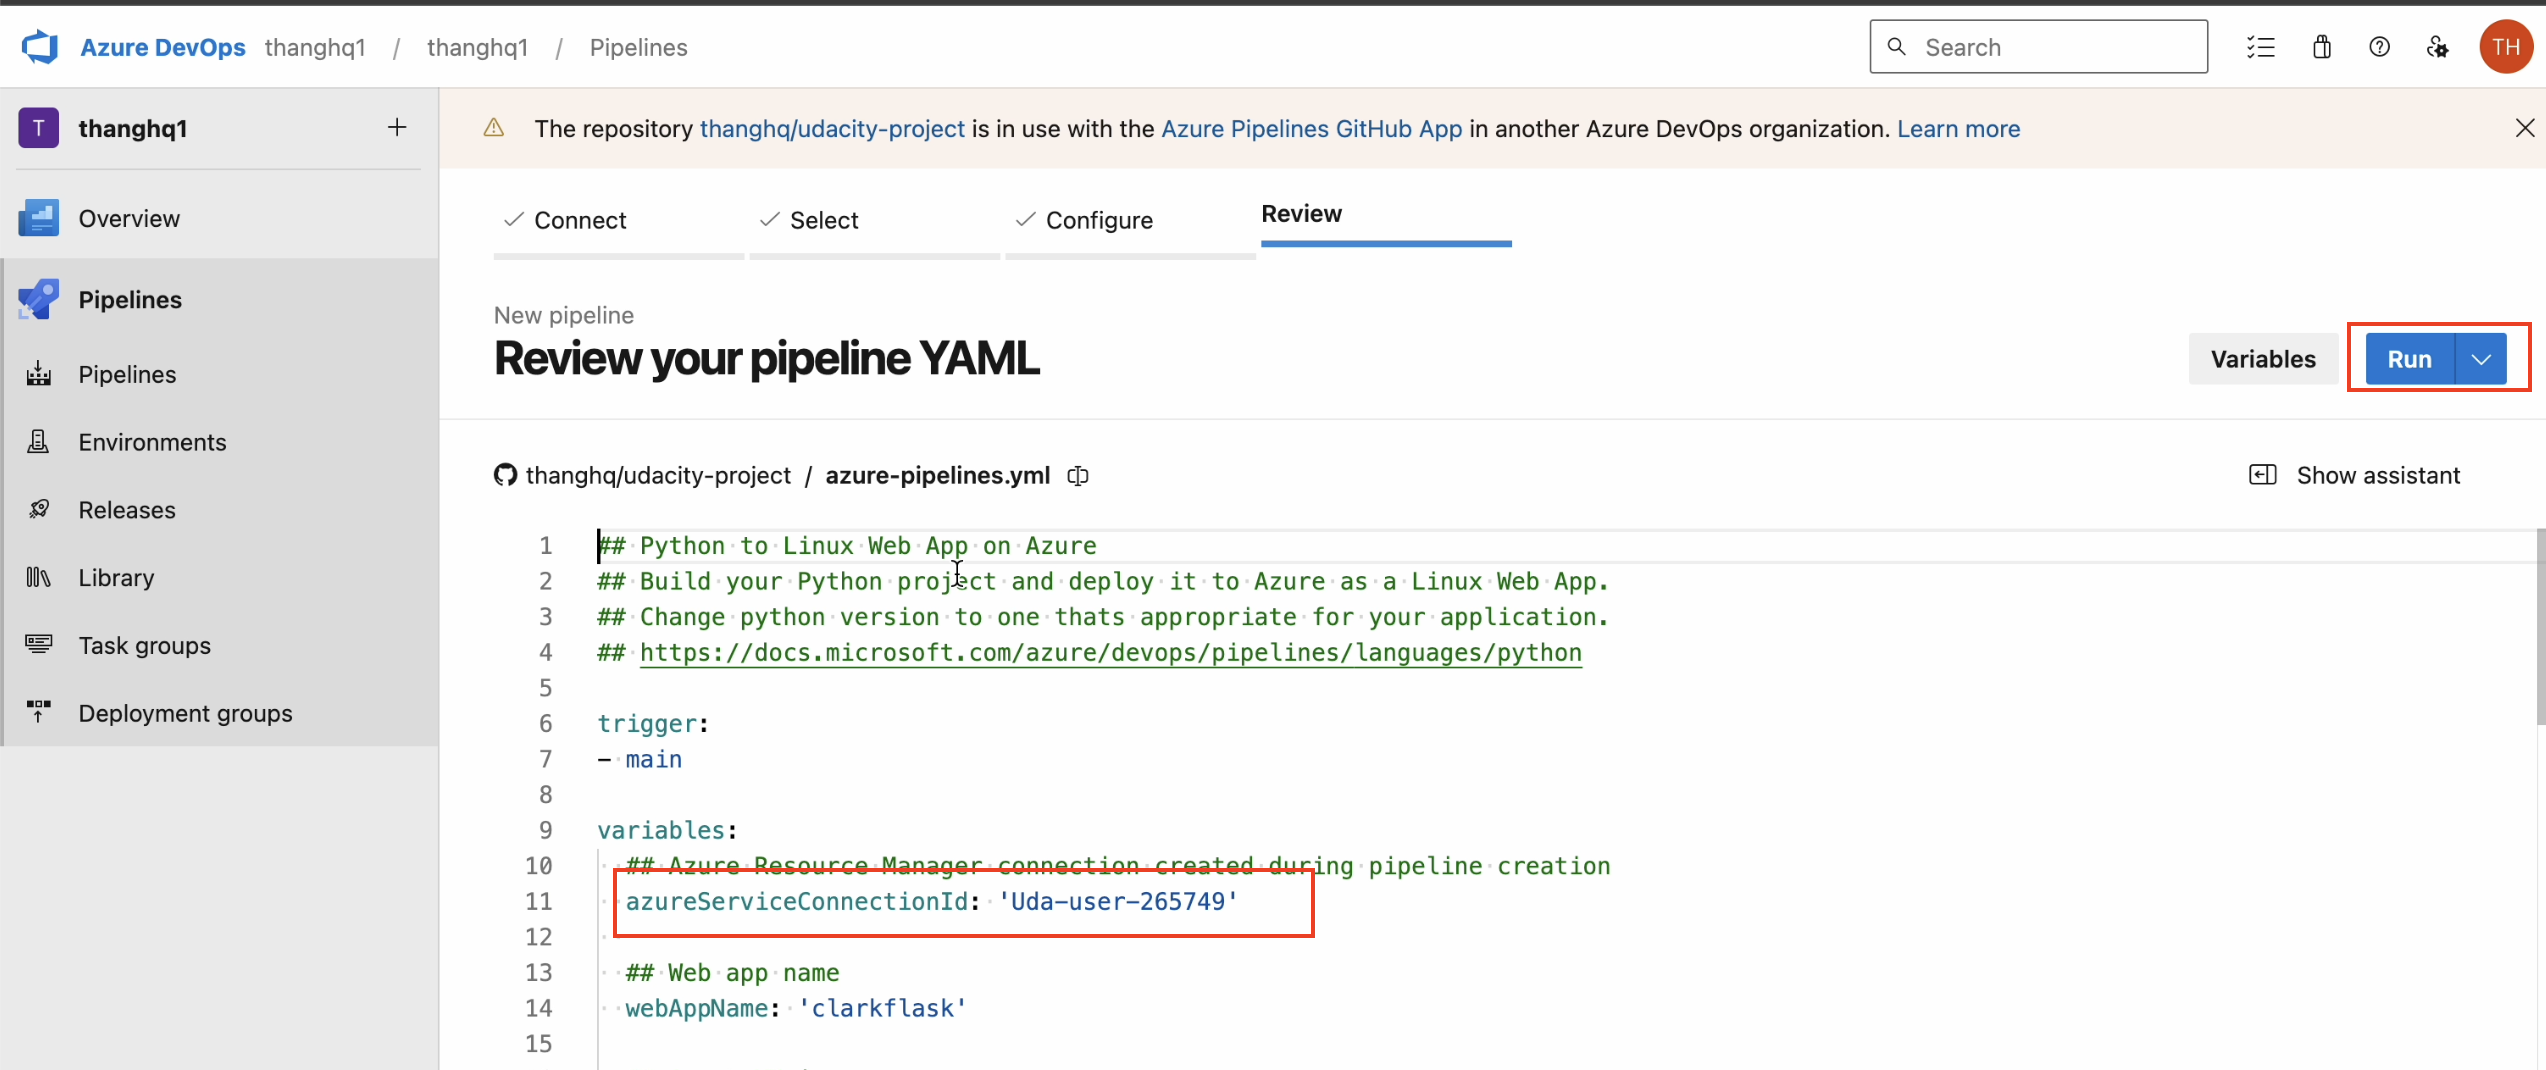 Azure DevOps thanghq1 / thanghq1 / Pipelines
Search
TH
T thanghq1 +
The repository thanghq/udacity-project is in use with the Azure Pipelines GitHub App in another Azure DevOps organization. Learn more
Overview
Pipelines
Pipelines
Environments
Releases
Library
Task groups
Deployment groups
Connect Select Configure Review
New pipeline
Review your pipeline YAML
Variables Run
thanghq/udacity-project / azure-pipelines.yml
Show assistant
1 ## Python to Linux Web App on Azure
2 ## Build your Python project and deploy it to Azure as a Linux Web App.
3 ## Change python version to one thats appropriate for your application.
4 ## https://docs.microsoft.com/azure/devops/pipelines/languages/python
5
6 trigger:
7 - main
8
9 variables:
10 ## Azure Resource Manager connection created during pipeline creation
11 azureServiceConnectionId: 'Uda-user-265749'
12
13 ## Web app name
14 webAppName: 'clarkflask'
15